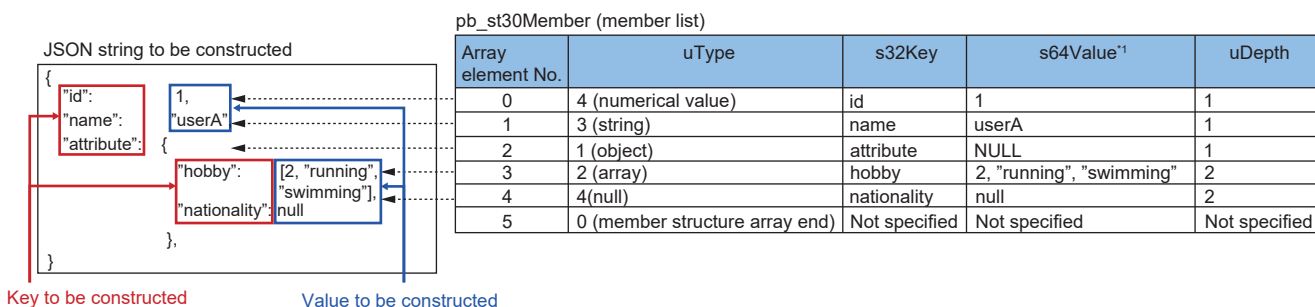 pb_st30Member (member list)
JSON string to be constructed
{
"id": 1,
"name": "userA"
"attribute": {
"hobby": [2, "running",
"swimming"],
"nationality": null
},
}
Key to be constructed
Value to be constructed
Array element No. uType s32Key s64Value*1 uDepth
0 4 (numerical value) id 1 1
1 3 (string) name userA 1
2 1 (object) attribute NULL 1
3 2 (array) hobby 2, "running", "swimming" 2
4 4(null) nationality null 2
5 0 (member structure array end) Not specified Not specified Not specified